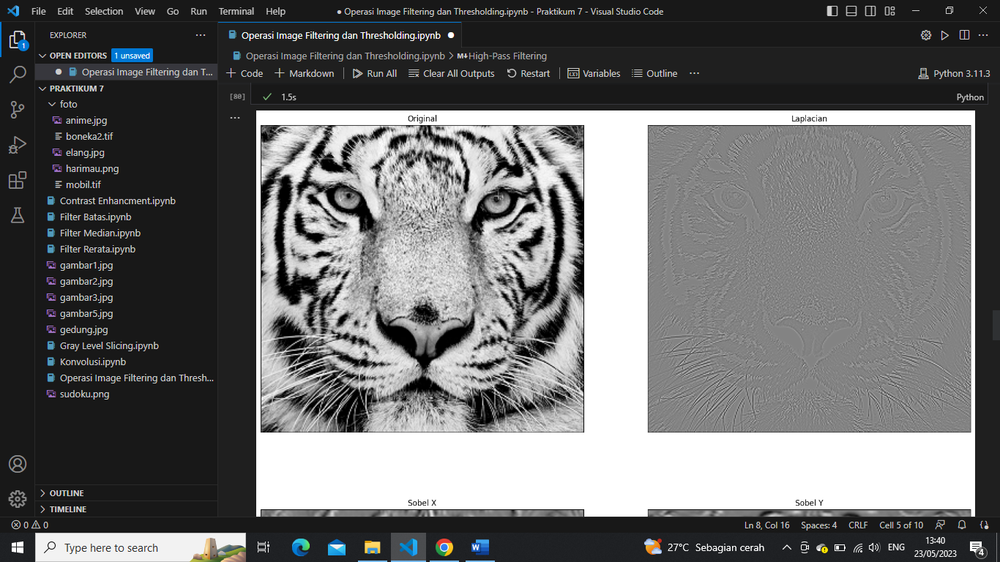 File Edit Selection View Go Run Terminal Help
● Operasi Image Filtering dan Thresholding.ipynb - Praktikum 7 - Visual Studio Code
EXPLORER
1
OPEN EDITORS 1 unsaved
Operasi Image Filtering dan T...
PRAKTIKUM 7
foto
anime.jpg
boneka2.tif
elang.jpg
harimau.png
mobil.tif
Contrast Enhancment.ipynb
Filter Batas.ipynb
Filter Median.ipynb
Filter Rerata.ipynb
gambar1.jpg
gambar2.jpg
gambar3.jpg
gambar5.jpg
gedung.jpg
Gray Level Slicing.ipynb
Konvolusi.ipynb
Operasi Image Filtering dan Thresh...
sudoku.png
OUTLINE
TIMELINE
Operasi Image Filtering dan Thresholding.ipynb
Operasi Image Filtering dan Thresholding.ipynb > M↓ High-Pass Filtering
+ Code + Markdown Run All Clear All Outputs Restart Variables Outline ... Python 3.11.3
[80] 1.5s Python
Original Laplacian
Sobel X Sobel Y
0 0 Ln 8, Col 16 Spaces: 4 CRLF Cell 5 of 10
Type here to search
27°C Sebagian cerah
ENG
13:40
23/05/2023
4